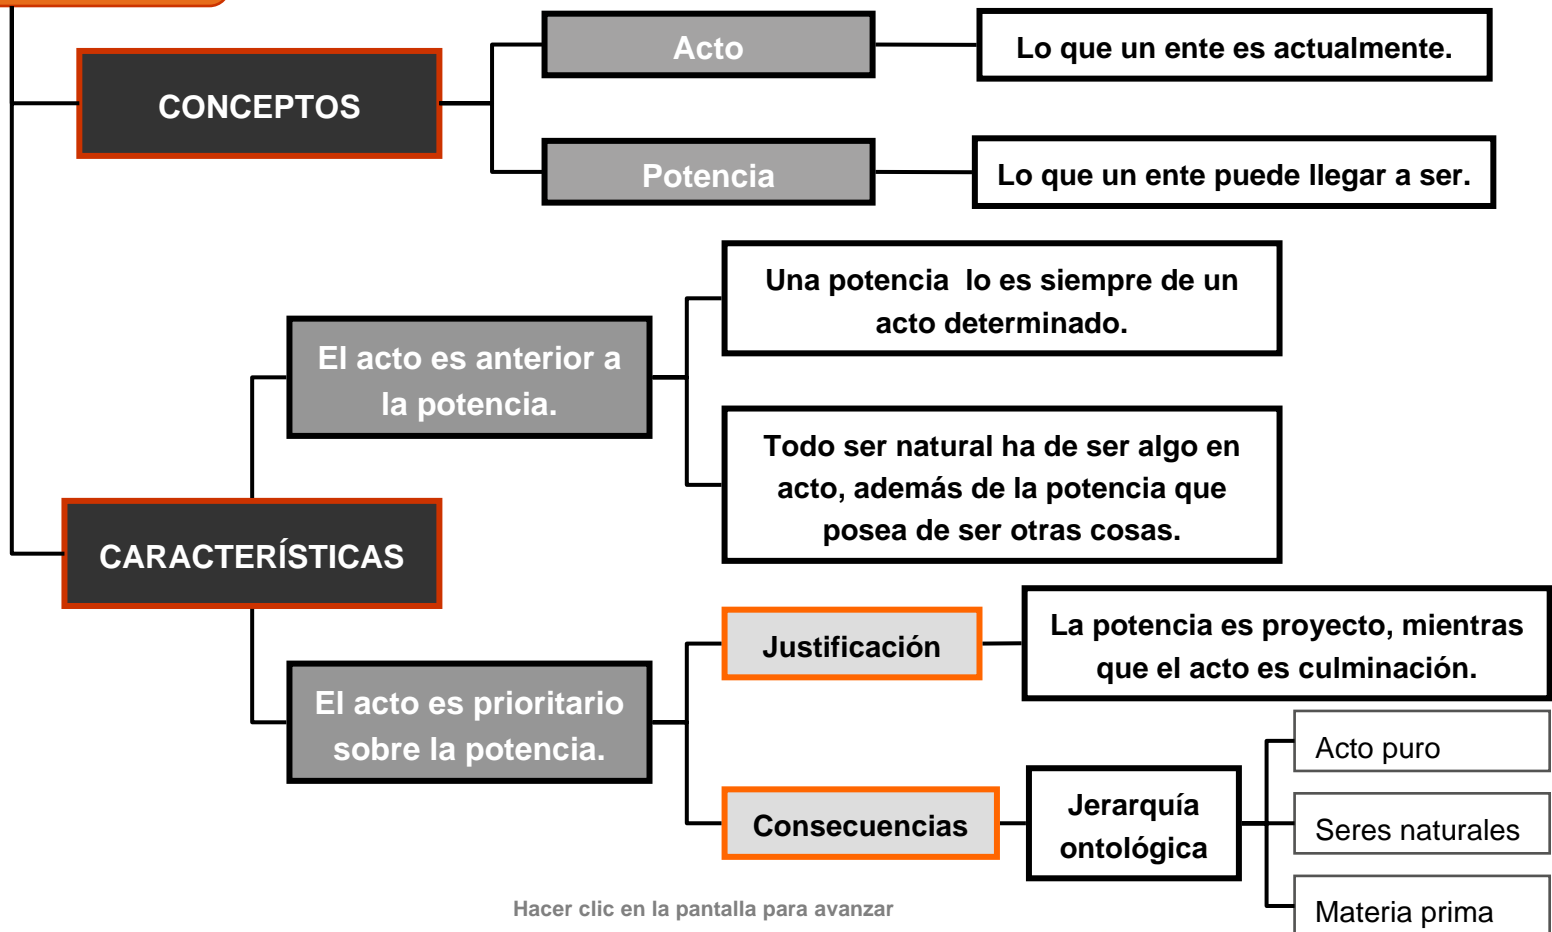 CONCEPTOS
Acto
Lo que un ente es actualmente.
Potencia
Lo que un ente puede llegar a ser.
CARACTERÍSTICAS
El acto es anterior a
la potencia.
Una potencia lo es siempre de un
acto determinado.
Todo ser natural ha de ser algo en
acto, además de la potencia que
posea de ser otras cosas.
El acto es prioritario
sobre la potencia.
Justificación
La potencia es proyecto, mientras
que el acto es culminación.
Consecuencias
Jerarquía
ontológica
Acto puro
Seres naturales
Materia prima
Hacer clic en la pantalla para avanzar